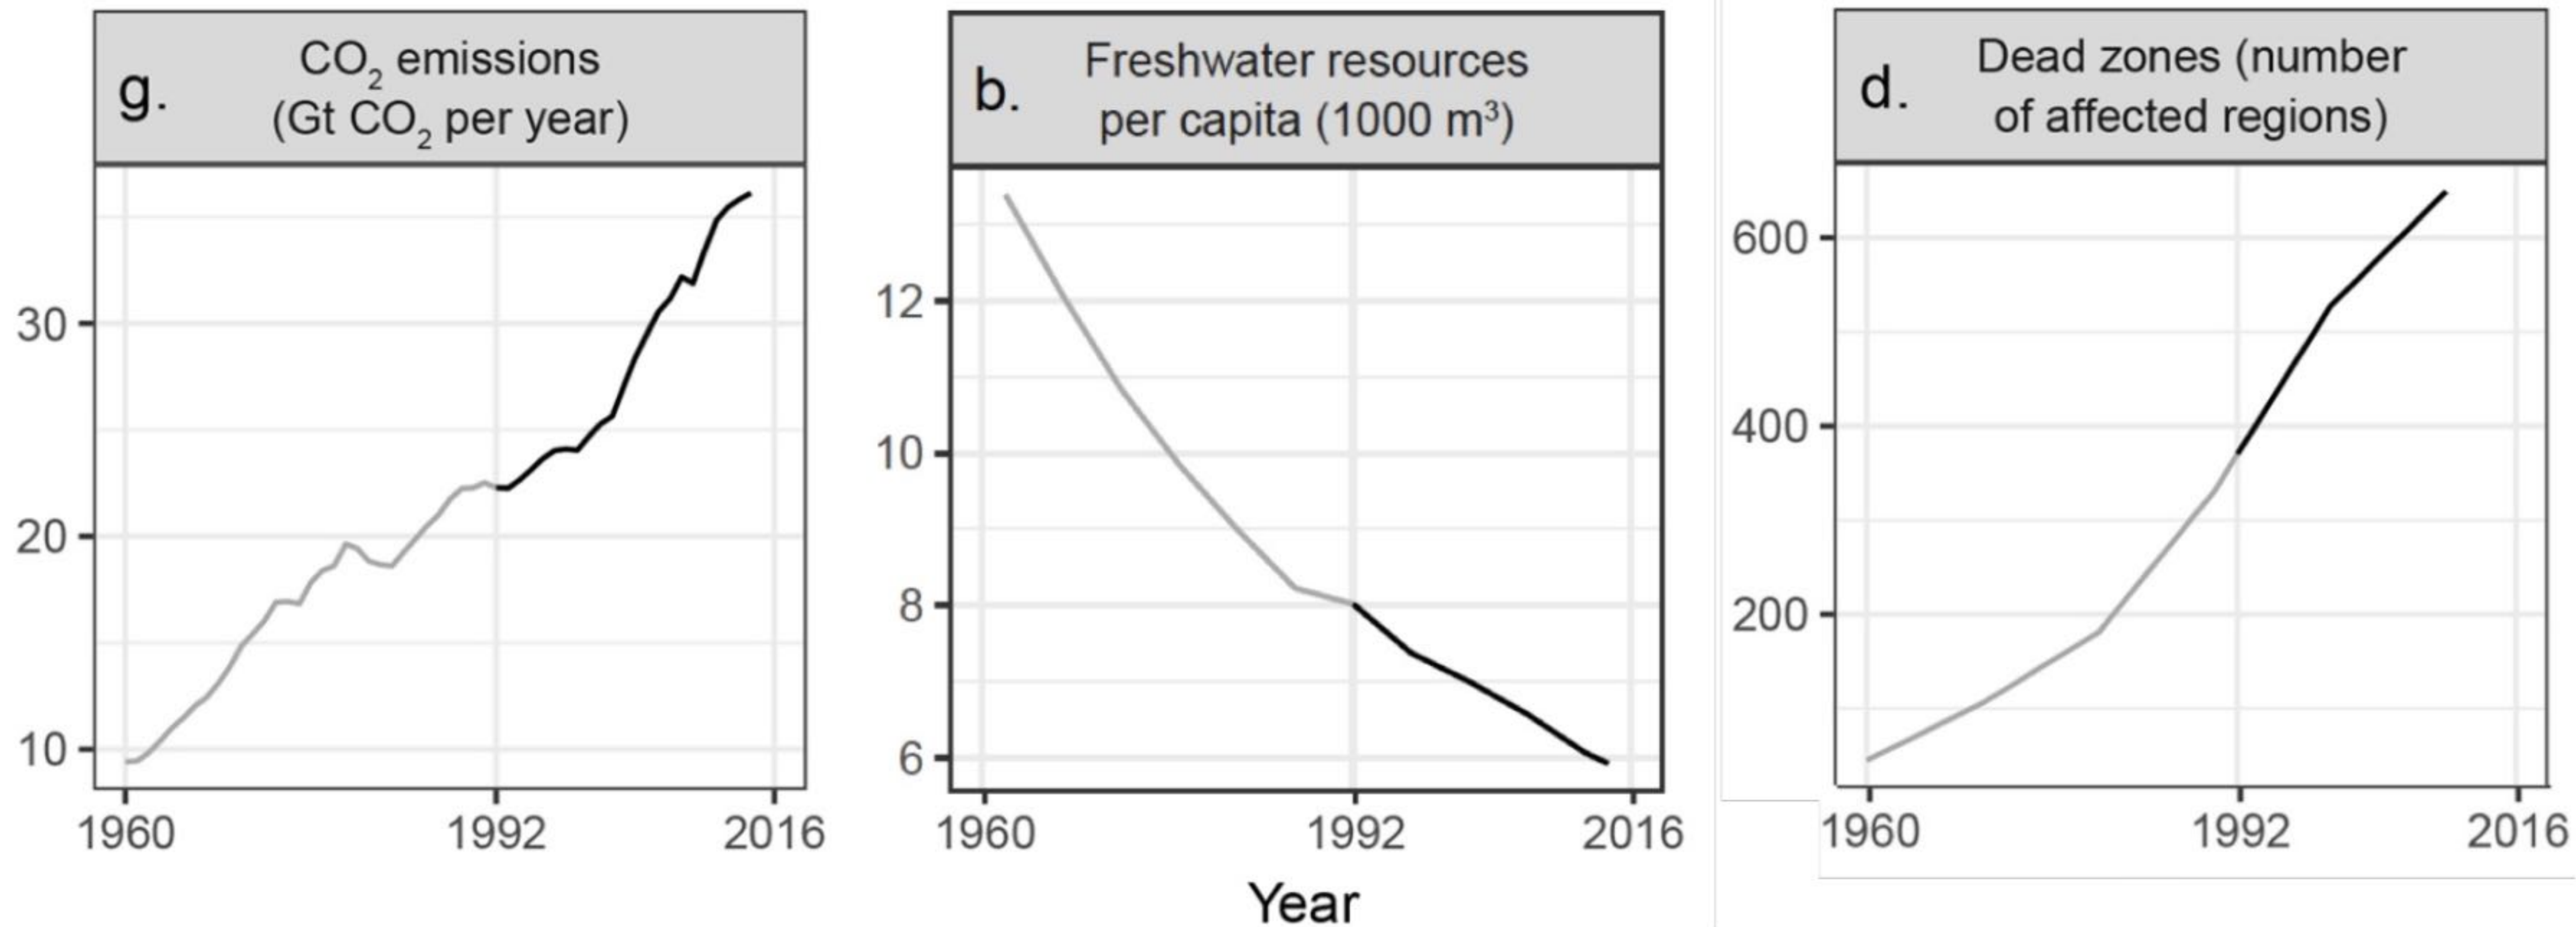 g.
CO₂ emissions
(Gt CO₂ per year)
30
20
10
1960 1992 2016
b.
Freshwater resources
per capita (1000 m³)
12
10
8
6
1960 1992 2016
Year
d.
Dead zones (number
of affected regions)
600
400
200
1960 1992 2016